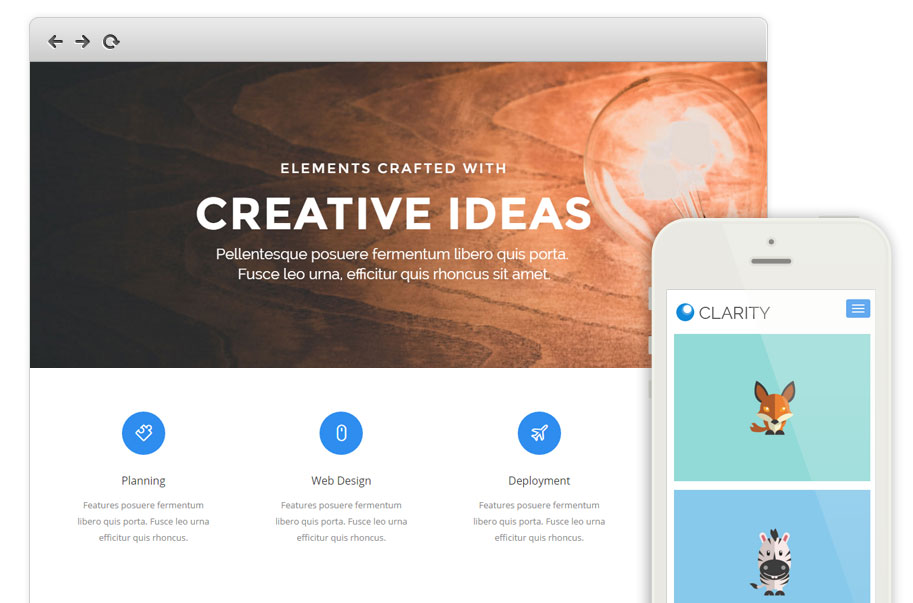 ELEMENTS CRAFTED WITH
CREATIVE IDEAS
Pellentesque posuere fermentum libero quis porta.
Fusce leo urna, efficitur quis rhoncus sit amet.
CLARITY
Planning
Features posuere fermentum
libero quis porta. Fusce leo urna
efficitur quis rhoncus.
Web Design
Features posuere fermentum
libero quis porta. Fusce leo urna
efficitur quis rhoncus.
Deployment
Features posuere fermentum
libero quis porta. Fusce leo urna
efficitur quis rhoncus.